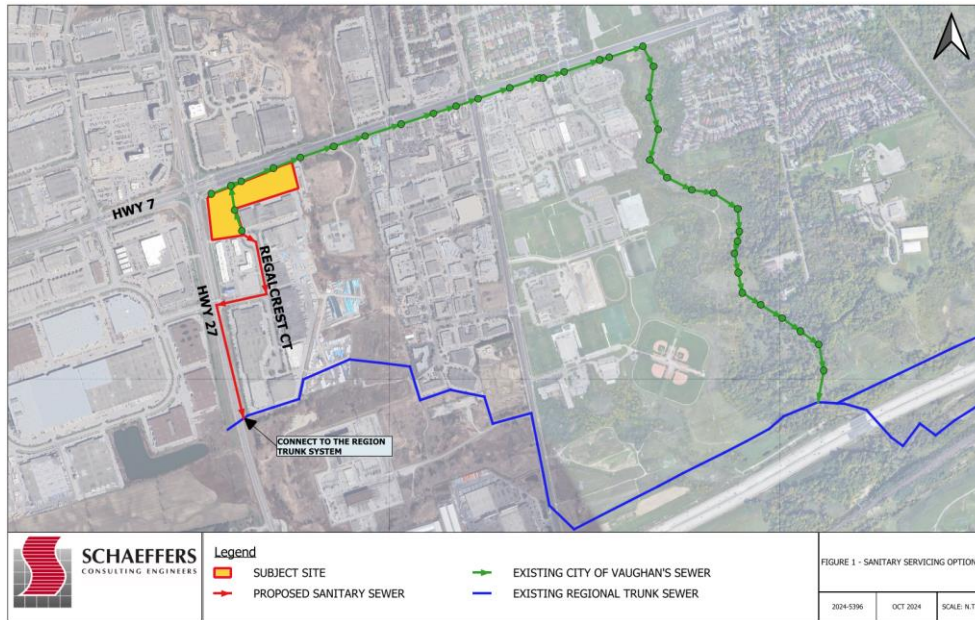 HWY 7
HWY 27
REGALCREST CT
CONNECT TO THE REGION
TRUNK SYSTEM
SCHAEFFERS
CONSULTING ENGINEERS
Legend
SUBJECT SITE
PROPOSED SANITARY SEWER
EXISTING CITY OF VAUGHAN'S SEWER
EXISTING REGIONAL TRUNK SEWER
FIGURE 1 - SANITARY SERVICING OPTION
2024-5396
OCT 2024
SCALE: N.T